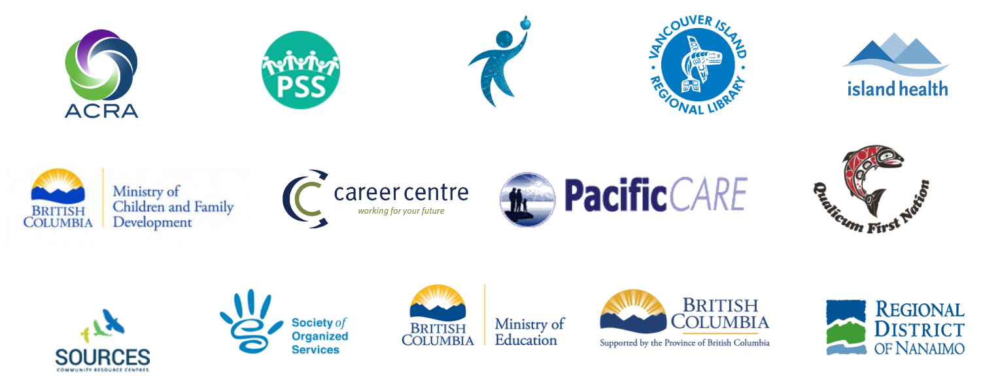 ACRA
PSS
VANCOUVER ISLAND
REGIONAL LIBRARY
island health
BRITISH
COLUMBIA
Ministry of
Children and Family
Development
career centre
working for your future
PacificCARE
Qualicum First Nation
SOURCES
COMMUNITY RESOURCE CENTRES
Society of
Organized
Services
BRITISH
COLUMBIA
Ministry of
Education
BRITISH
COLUMBIA
Supported by the Province of British Columbia
REGIONAL
DISTRICT
OF NANAIMO